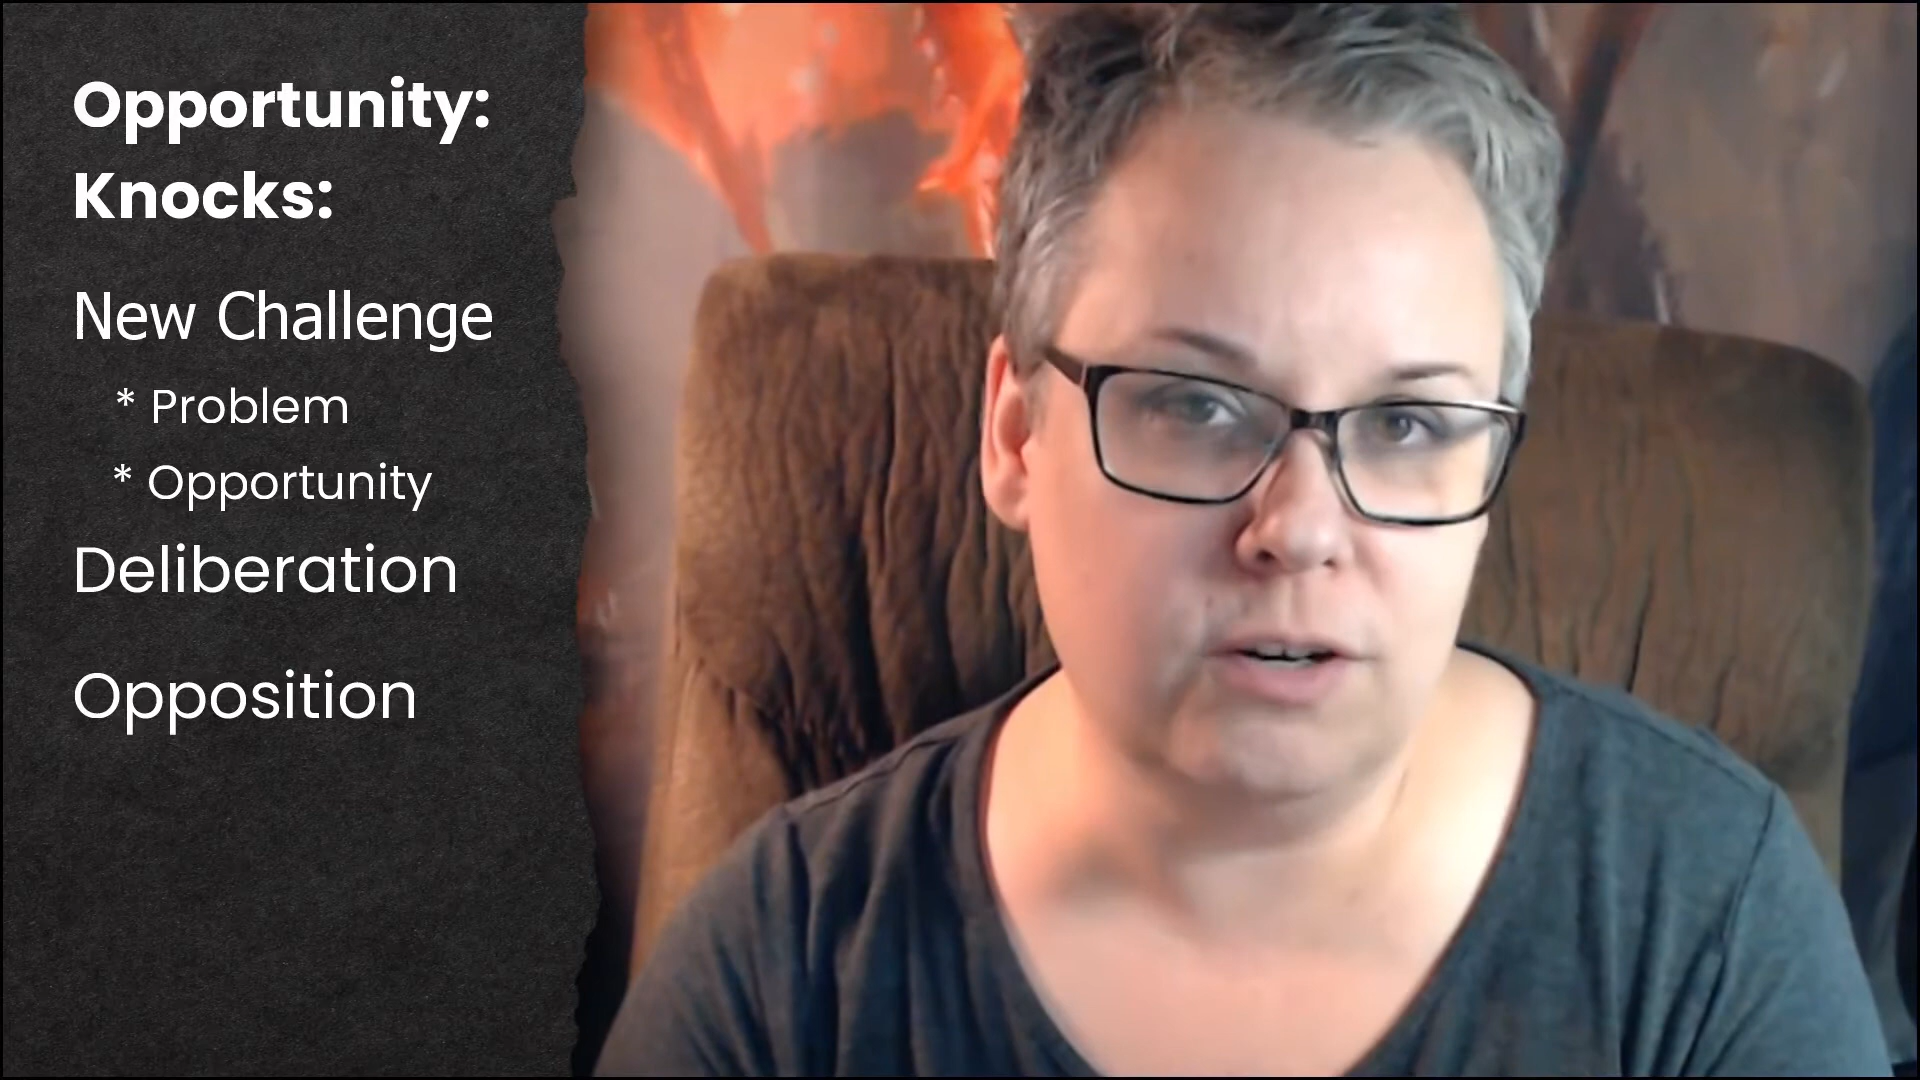 Opportunity:
Knocks:
New Challenge
* Problem
* Opportunity
Deliberation
Opposition